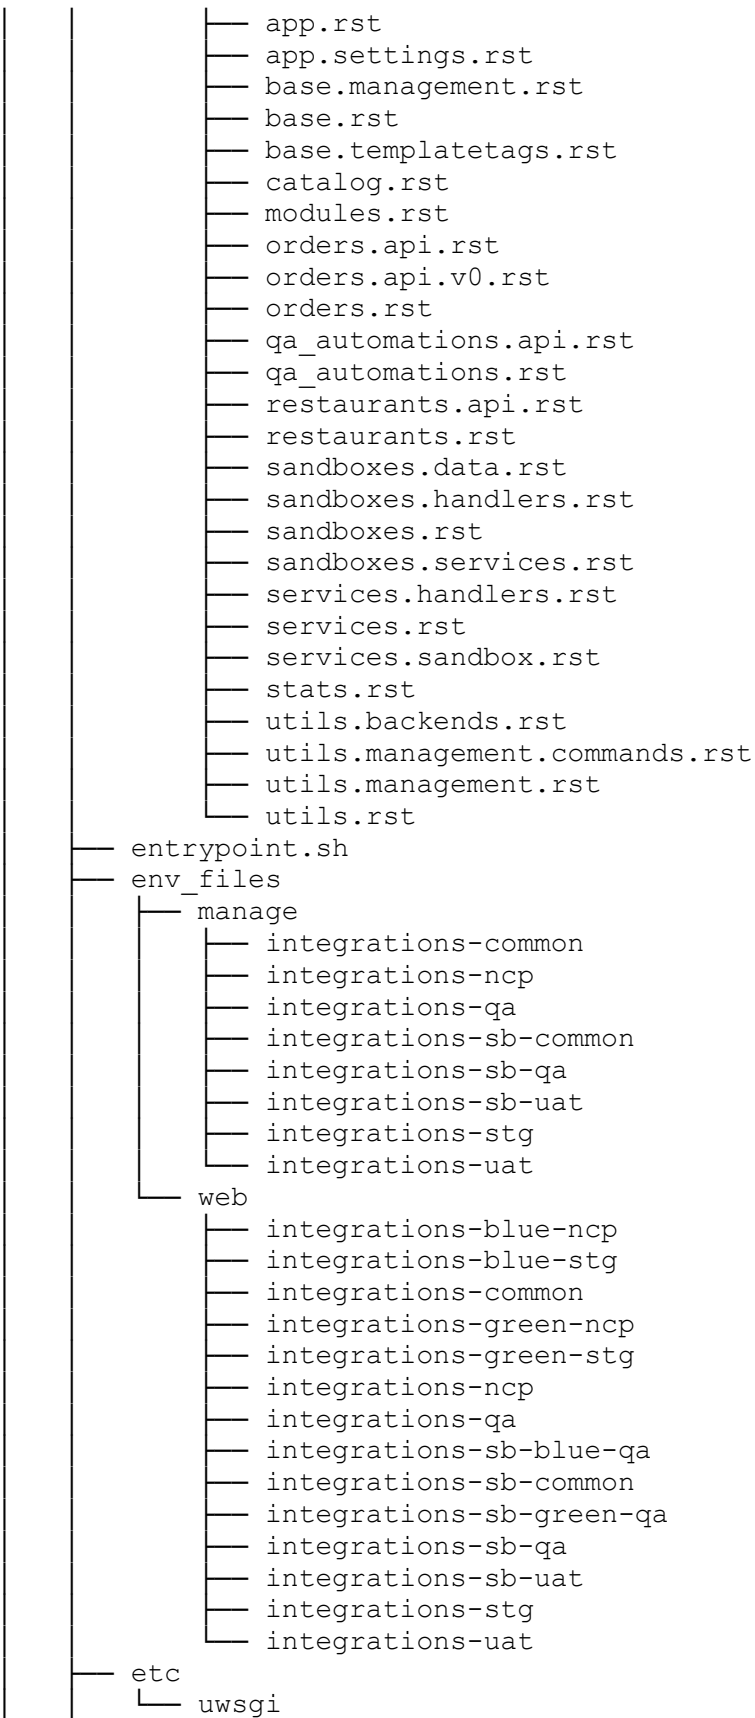 │   │       ├── app.rst
│   │       ├── app.settings.rst
│   │       ├── base.management.rst
│   │       ├── base.rst
│   │       ├── base.templatetags.rst
│   │       ├── catalog.rst
│   │       ├── modules.rst
│   │       ├── orders.api.rst
│   │       ├── orders.api.v0.rst
│   │       ├── orders.rst
│   │       ├── qa_automations.api.rst
│   │       ├── qa_automations.rst
│   │       ├── restaurants.api.rst
│   │       ├── restaurants.rst
│   │       ├── sandboxes.data.rst
│   │       ├── sandboxes.handlers.rst
│   │       ├── sandboxes.rst
│   │       ├── sandboxes.services.rst
│   │       ├── services.handlers.rst
│   │       ├── services.rst
│   │       ├── services.sandbox.rst
│   │       ├── stats.rst
│   │       ├── utils.backends.rst
│   │       ├── utils.management.commands.rst
│   │       ├── utils.management.rst
│   │       └── utils.rst
│   ├── entrypoint.sh
│   ├── env_files
│   │   ├── manage
│   │   │   ├── integrations-common
│   │   │   ├── integrations-ncp
│   │   │   ├── integrations-qa
│   │   │   ├── integrations-sb-common
│   │   │   ├── integrations-sb-qa
│   │   │   ├── integrations-sb-uat
│   │   │   ├── integrations-stg
│   │   │   └── integrations-uat
│   │   └── web
│   │       ├── integrations-blue-ncp
│   │       ├── integrations-blue-stg
│   │       ├── integrations-common
│   │       ├── integrations-green-ncp
│   │       ├── integrations-green-stg
│   │       ├── integrations-ncp
│   │       ├── integrations-qa
│   │       ├── integrations-sb-blue-qa
│   │       ├── integrations-sb-common
│   │       ├── integrations-sb-green-qa
│   │       ├── integrations-sb-qa
│   │       ├── integrations-sb-uat
│   │       ├── integrations-stg
│   │       └── integrations-uat
│   ├── etc
│   │   └── uwsgi